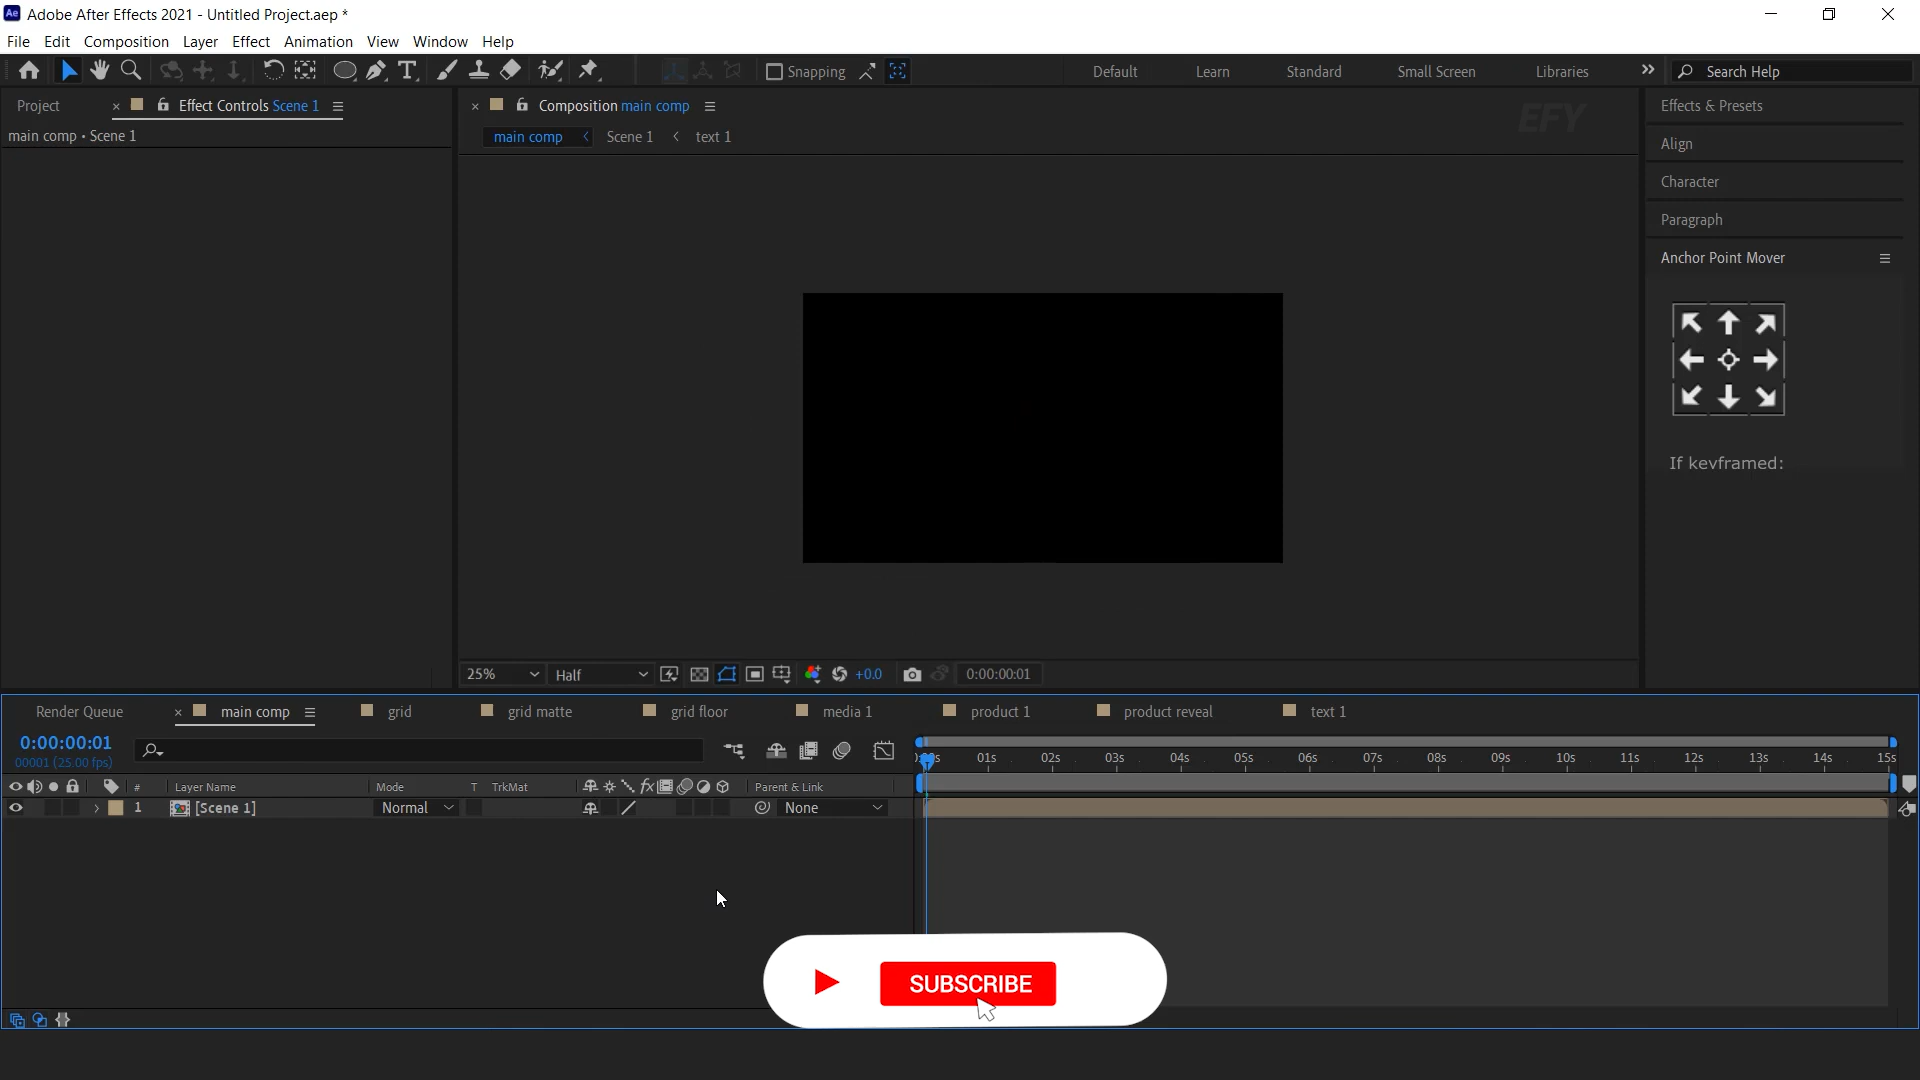 Ae Adobe After Effects 2021 - Untitled Project.aep *
File Edit Composition Layer Effect Animation View Window Help
T Snapping Default Learn Standard Small Screen Libraries Search Help
Project × Effect Controls Scene 1
main comp • Scene 1
× Composition main comp
main comp Scene 1 text 1
EFY
Effects & Presets
Align
Character
Paragraph
Anchor Point Mover
If keyframed:
25% Half +0.0 0:00:00:01
Render Queue × main comp grid grid matte grid floor media 1 product 1 product reveal text 1
0:00:00:01
00001 (25.00 fps)
01s 02s 03s 04s 05s 06s 07s 08s 09s 10s 11s 12s 13s 14s 15s
# Layer Name Mode T TrkMat fx Parent & Link
1 [Scene 1] Normal None
SUBSCRIBE